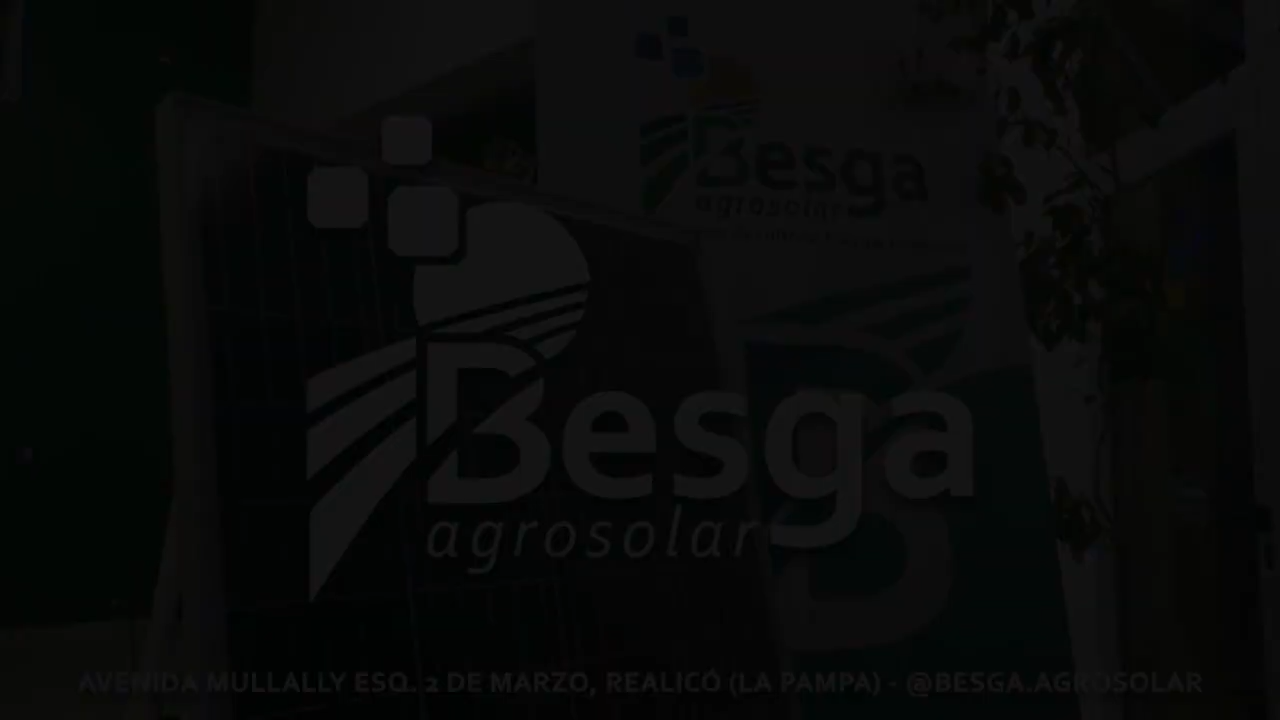 Besga
agrosolar
Besga
agrosolar
AVENIDA MULLALLY ESQ. 2 DE MARZO, REALICÓ (LA PAMPA) - @BESGA.AGROSOLAR